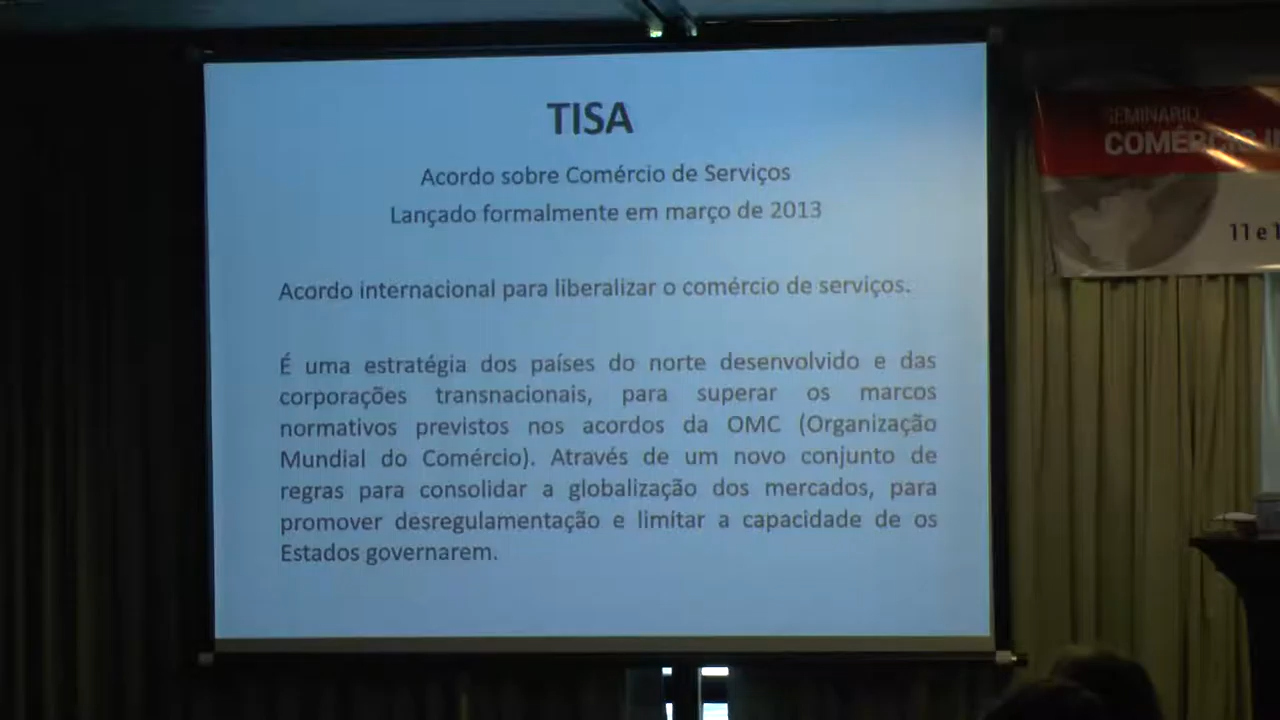 TISA
Acordo sobre Comércio de Serviços
Lançado formalmente em março de 2013
Acordo internacional para liberalizar o comércio de serviços.
É uma estratégia dos países do norte desenvolvido e das
corporações transnacionais, para superar os marcos
normativos previstos nos acordos da OMC (Organização
Mundial do Comércio). Através de um novo conjunto de
regras para consolidar a globalização dos mercados, para
promover desregulamentação e limitar a capacidade de os
Estados governarem.
SEMINÁRIO
COMÉRCIO
11 e